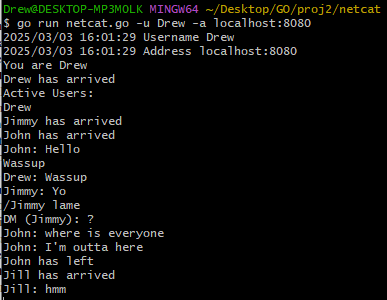 Drew@DESKTOP-MP3MOLK MINGW64 ~/Desktop/GO/proj2/netcat
$ go run netcat.go -u Drew -a localhost:8080
2025/03/03 16:01:29 Username Drew
2025/03/03 16:01:29 Address localhost:8080
You are Drew
Drew has arrived
Active Users:
Drew
Jimmy has arrived
John has arrived
John: Hello
Wassup
Drew: Wassup
Jimmy: Yo
/Jimmy lame
DM (Jimmy): ?
John: where is everyone
John: I'm outta here
John has left
Jill has arrived
Jill: hmm